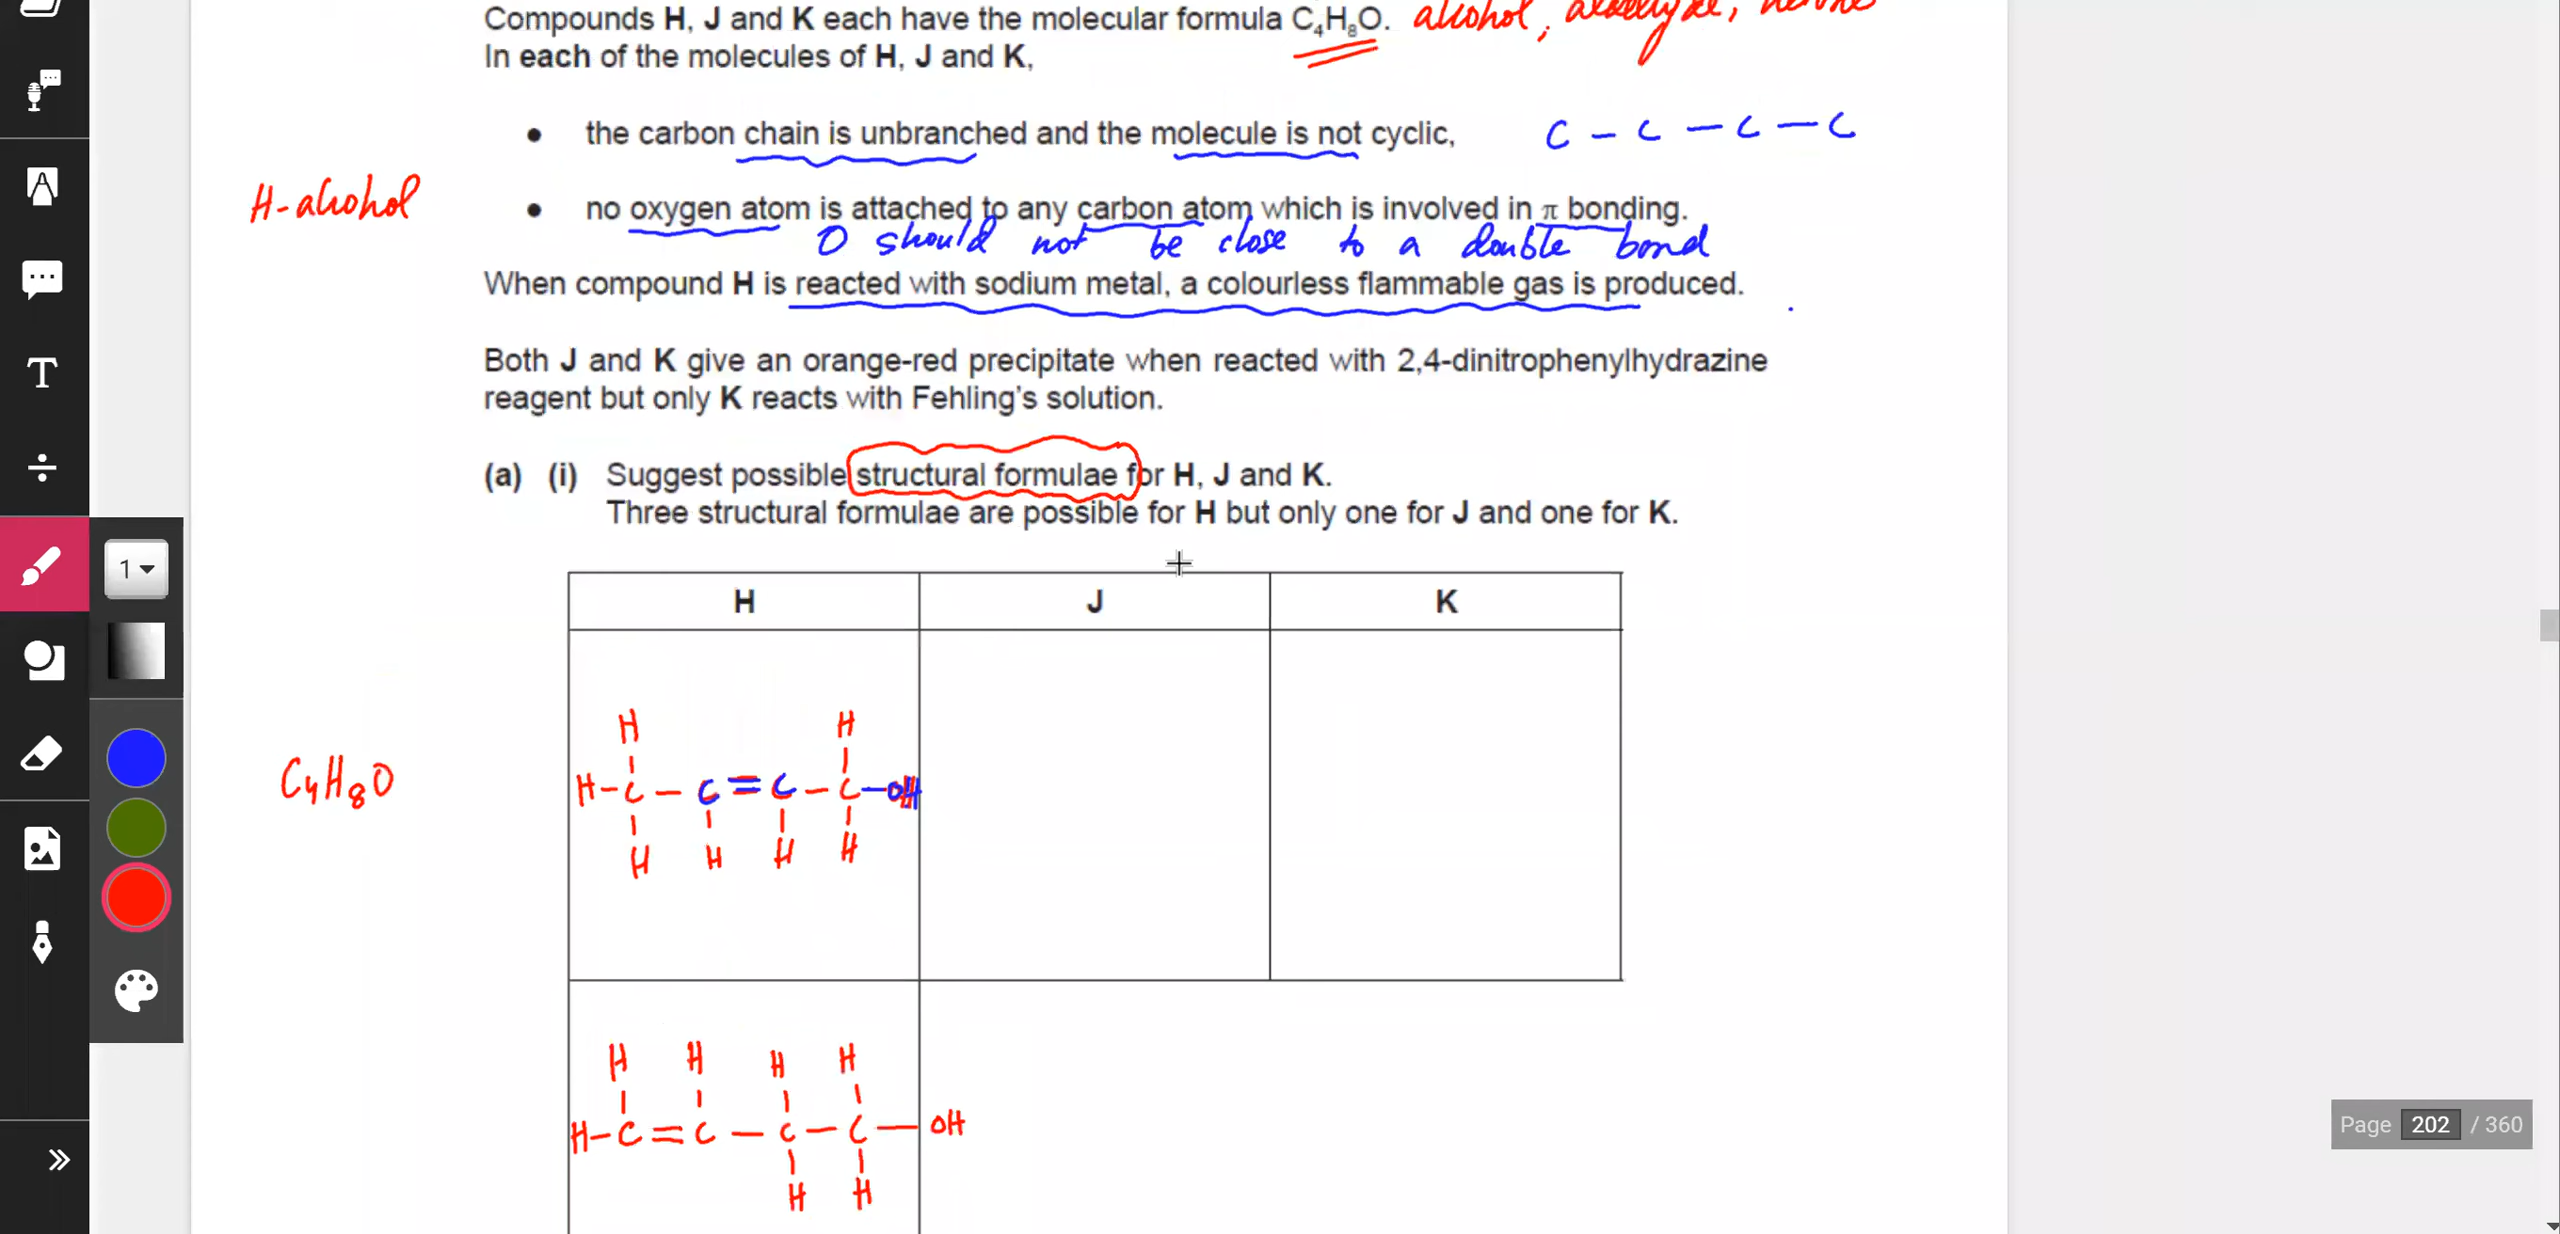 Compounds H, J and K each have the molecular formula C₄H₈O. alcohol,
In each of the molecules of H, J and K,
• the carbon chain is unbranched and the molecule is not cyclic, C – C – C – C
H-alcohol
• no oxygen atom is attached to any carbon atom which is involved in π bonding.
O should not be close to a double bond
When compound H is reacted with sodium metal, a colourless flammable gas is produced.
Both J and K give an orange-red precipitate when reacted with 2,4-dinitrophenylhydrazine
reagent but only K reacts with Fehling's solution.
(a) (i) Suggest possible structural formulae for H, J and K.
Three structural formulae are possible for H but only one for J and one for K.
1
T
H J K
H H
C₄H₈O
H–C–C=C–C–OH
H H H H
H H H H
H–C=C–C–C–OH
H H
Page 202 / 360